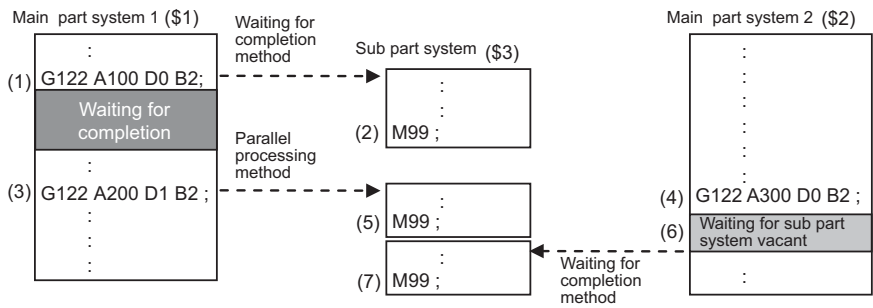 Main part system 1 ($1)
:
(1) G122 A100 D0 B2;
Waiting for
completion
:
(3) G122 A200 D1 B2 ;
:
:
:
Waiting for
completion
method
Parallel
processing
method
Sub part system ($3)
:
:
(2) M99 ;
:
(5) M99 ;
:
(7) M99 ;
Waiting for
completion
method
Main part system 2 ($2)
:
:
:
:
:
:
(4) G122 A300 D0 B2 ;
(6) Waiting for sub part
system vacant
: